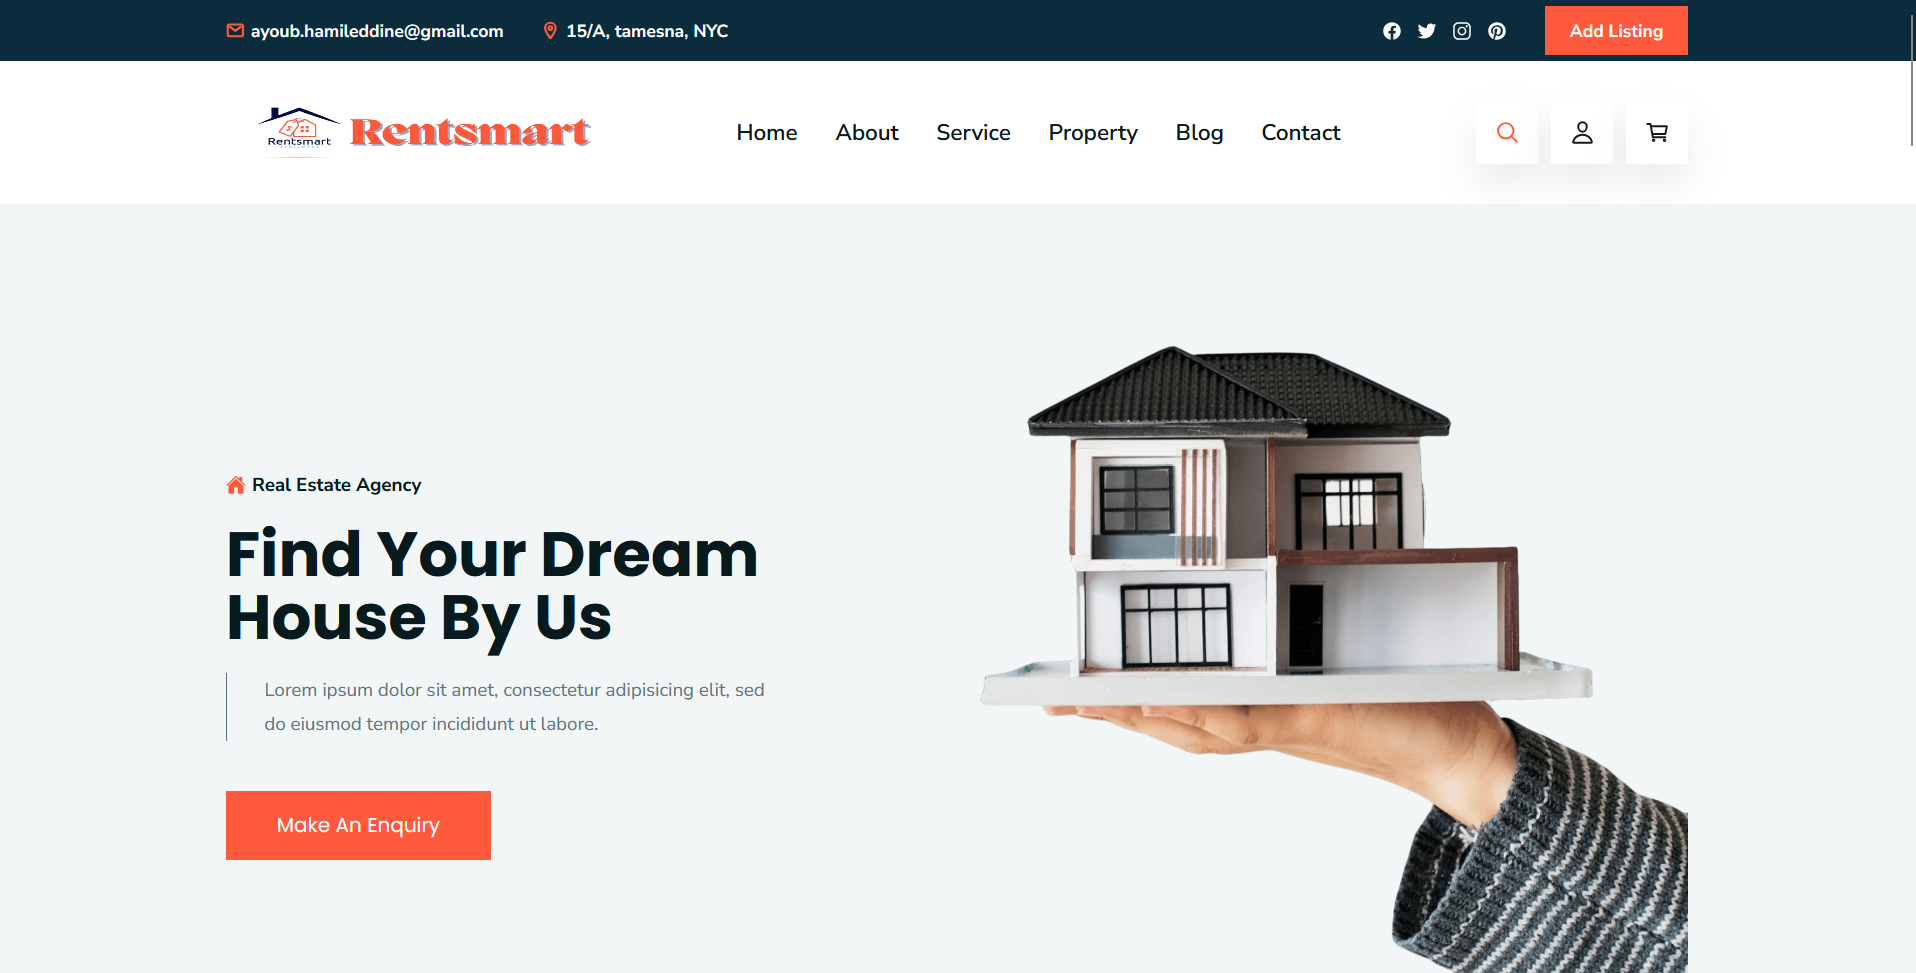 ayoub.hamileddine@gmail.com
15/A, tamesna, NYC
Add Listing
Rentsmart
Rentsmart
Home
About
Service
Property
Blog
Contact
Real Estate Agency
Find Your Dream
House By Us
Lorem ipsum dolor sit amet, consectetur adipisicing elit, sed
do eiusmod tempor incididunt ut labore.
Make An Enquiry